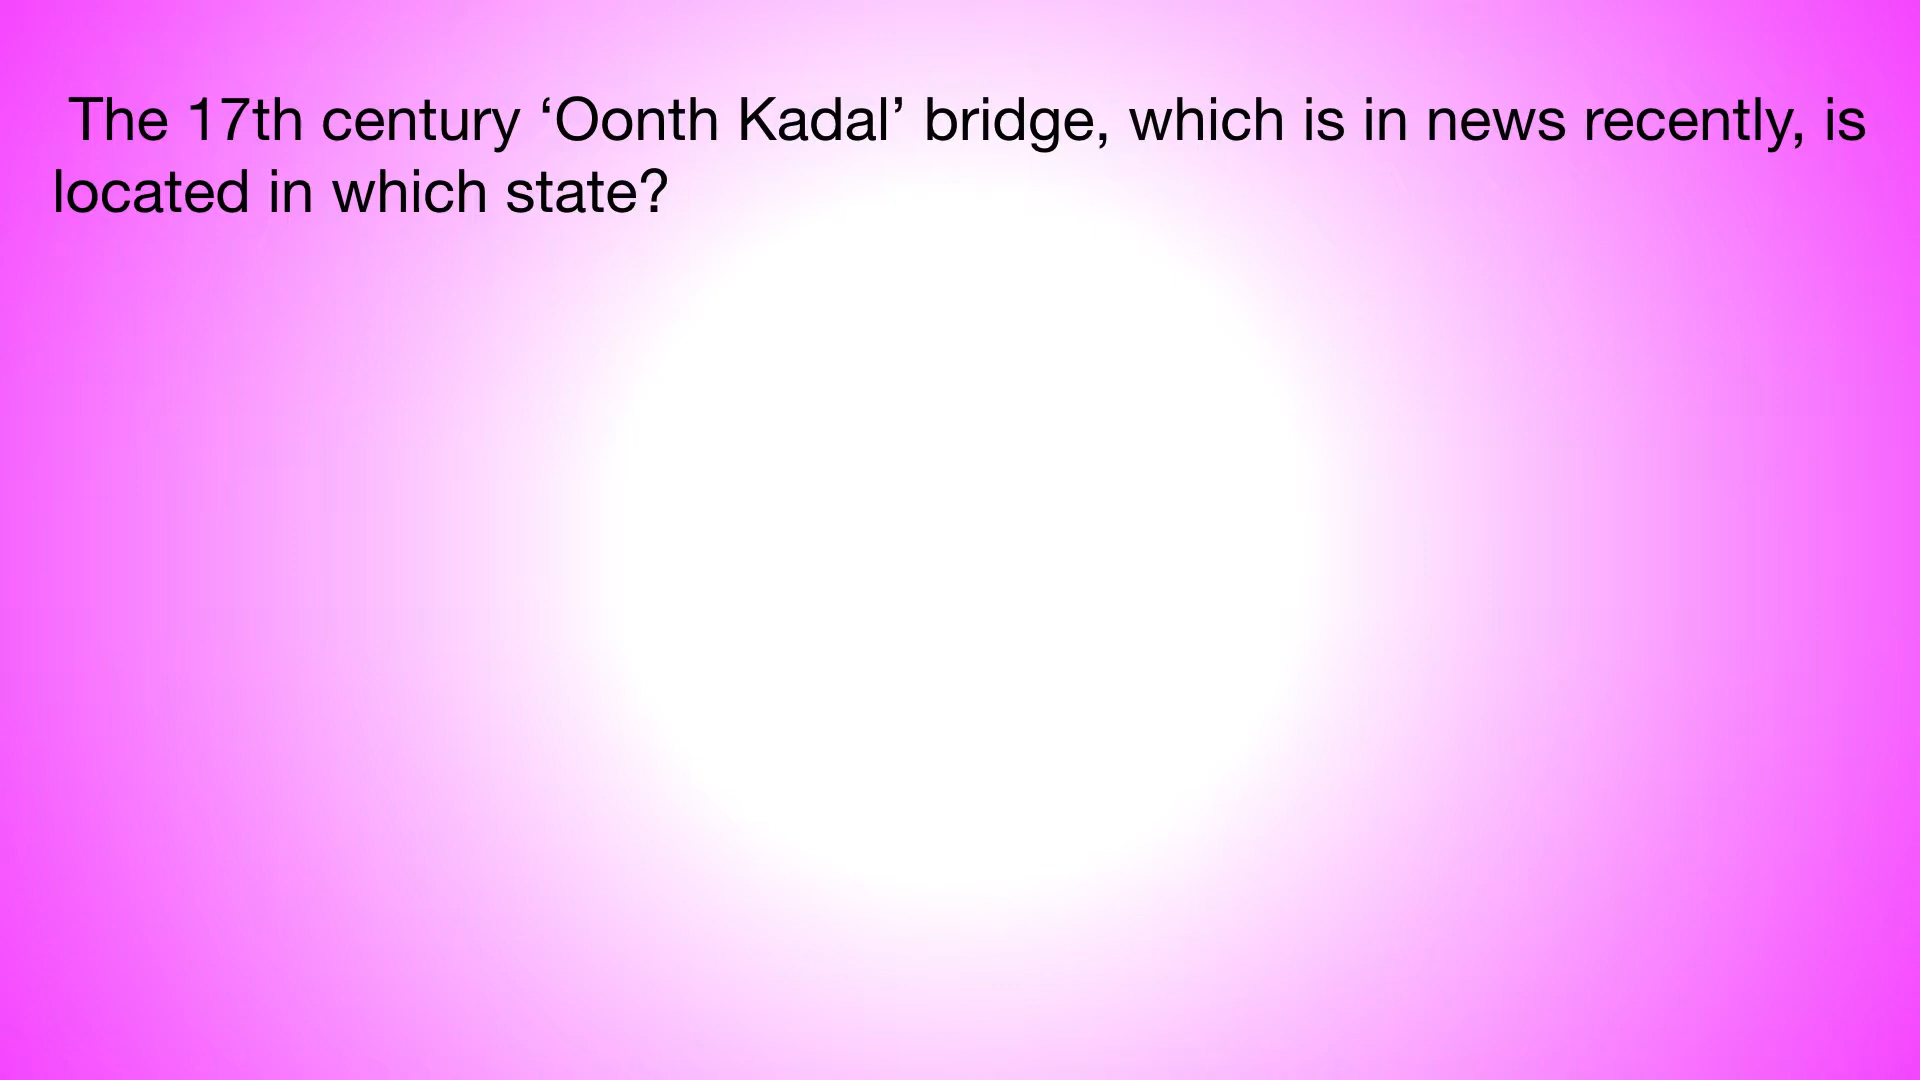 The 17th century ‘Oonth Kadal’ bridge, which is in news recently, is
located in which state?